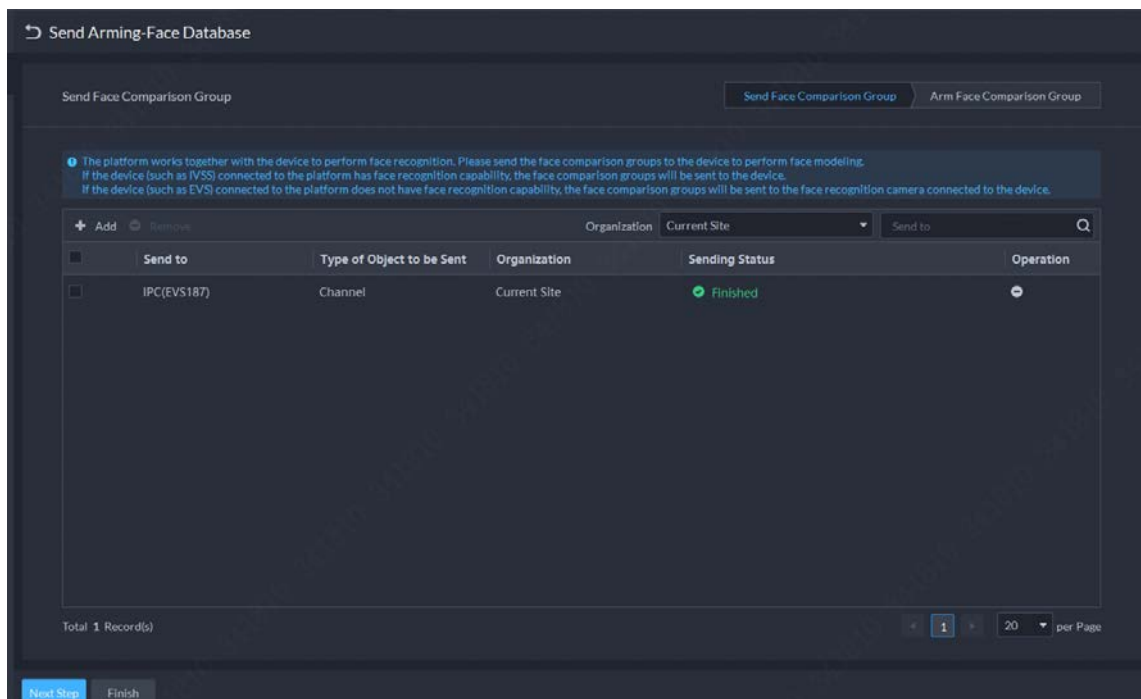 Send Arming-Face Database
Send Face Comparison Group
Send Face Comparison Group
Arm Face Comparison Group
The platform works together with the device to perform face recognition. Please send the face comparison groups to the device to perform face modeling.
If the device (such as IVSS) connected to the platform has face recognition capability, the face comparison groups will be sent to the device.
If the device (such as EVS) connected to the platform does not have face recognition capability, the face comparison groups will be sent to the face recognition camera connected to the device.
Add Remove Organization Current Site Send to
Send to Type of Object to be Sent Organization Sending Status Operation
IPC(EVS187) Channel Current Site Finished
Total 1 Record(s) 1 20 per Page
Next Step Finish